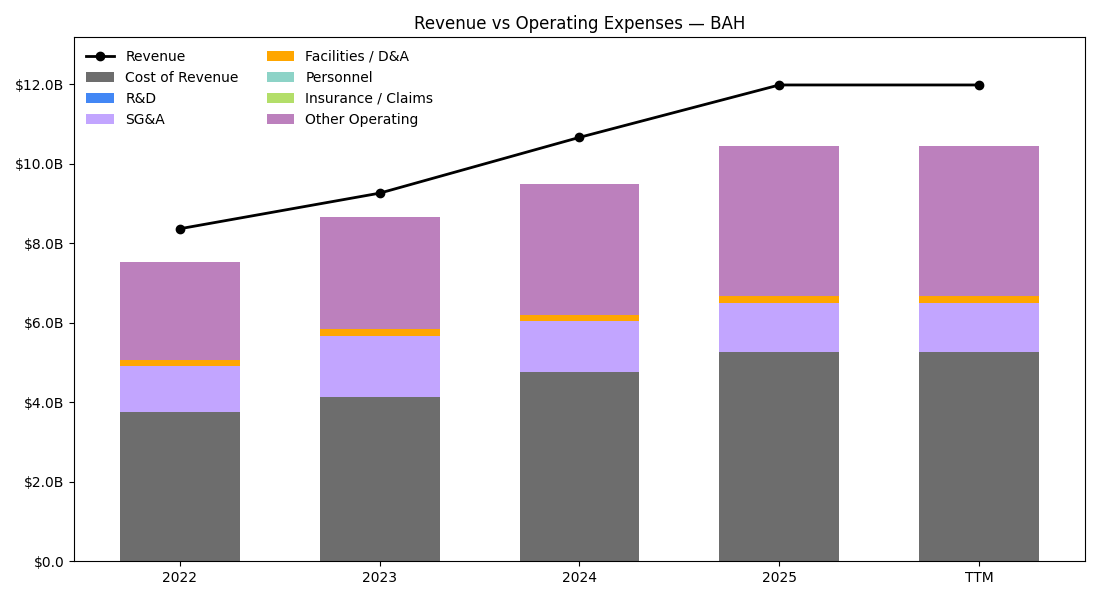 Revenue vs Operating Expenses — BAH
Revenue
Cost of Revenue
R&D
SG&A
Facilities / D&A
Personnel
Insurance / Claims
Other Operating
$12.0B
$10.0B
$8.0B
$6.0B
$4.0B
$2.0B
$0.0
2022 2023 2024 2025 TTM